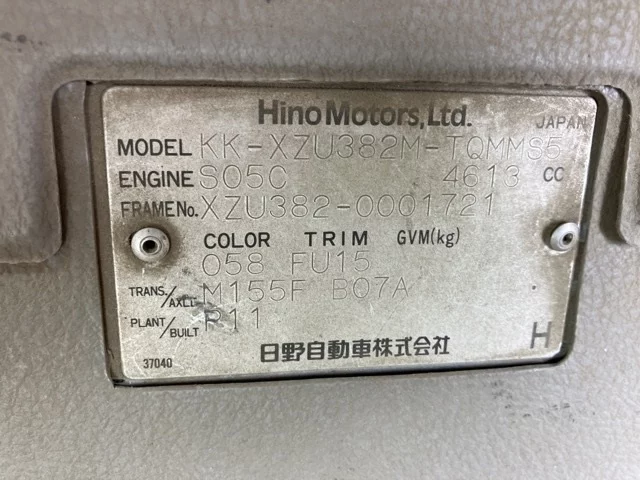 Hino Motors, Ltd.
JAPAN
MODEL KK-XZU382M-TQMMS5
ENGINE S05C 4613 CC
FRAME No. XZU382-0001721
COLOR TRIM GVM(kg)
058 FU15
TRANS./AXLE M155F B07A
PLANT/BUILT P11
日野自動車株式会社
H
37040